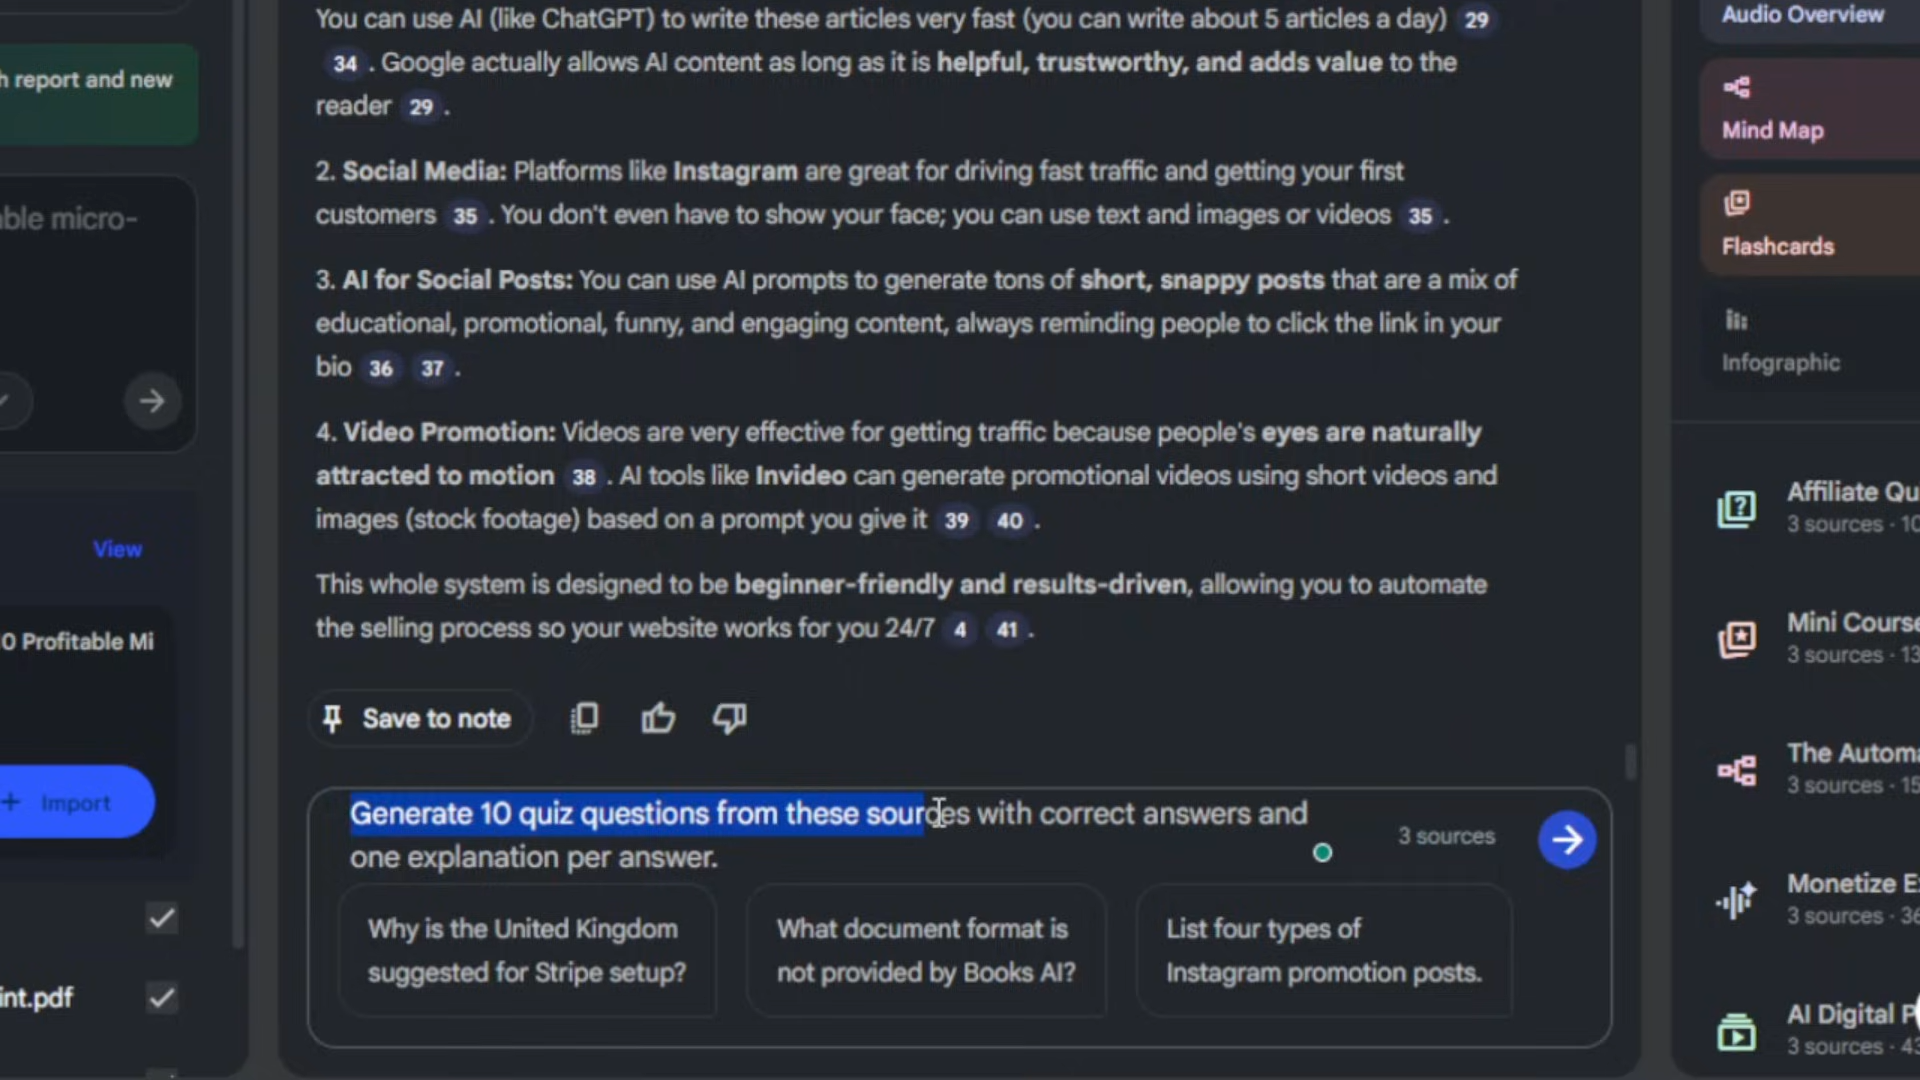 You can use AI (like ChatGPT) to write these articles very fast (you can write about 5 articles a day) 29
34 . Google actually allows AI content as long as it is helpful, trustworthy, and adds value to the
reader 29 .
2. Social Media: Platforms like Instagram are great for driving fast traffic and getting your first
customers 35 . You don't even have to show your face; you can use text and images or videos 35 .
3. AI for Social Posts: You can use AI prompts to generate tons of short, snappy posts that are a mix of
educational, promotional, funny, and engaging content, always reminding people to click the link in your
bio 36 37 .
4. Video Promotion: Videos are very effective for getting traffic because people's eyes are naturally
attracted to motion 38 . AI tools like Invideo can generate promotional videos using short videos and
images (stock footage) based on a prompt you give it 39 40 .
This whole system is designed to be beginner-friendly and results-driven, allowing you to automate
the selling process so your website works for you 24/7 4 41 .
Save to note
Generate 10 quiz questions from these sources with correct answers and
one explanation per answer.
3 sources
Why is the United Kingdom
suggested for Stripe setup?
What document format is
not provided by Books AI?
List four types of
Instagram promotion posts.
h report and new
able micro-
View
0 Profitable Mi
+ Import
int.pdf
Audio Overview
Mind Map
Flashcards
Infographic
Affiliate Qu
3 sources · 10
Mini Course
3 sources · 13
The Automa
3 sources · 15
Monetize E
3 sources · 36
AI Digital P
3 sources · 43